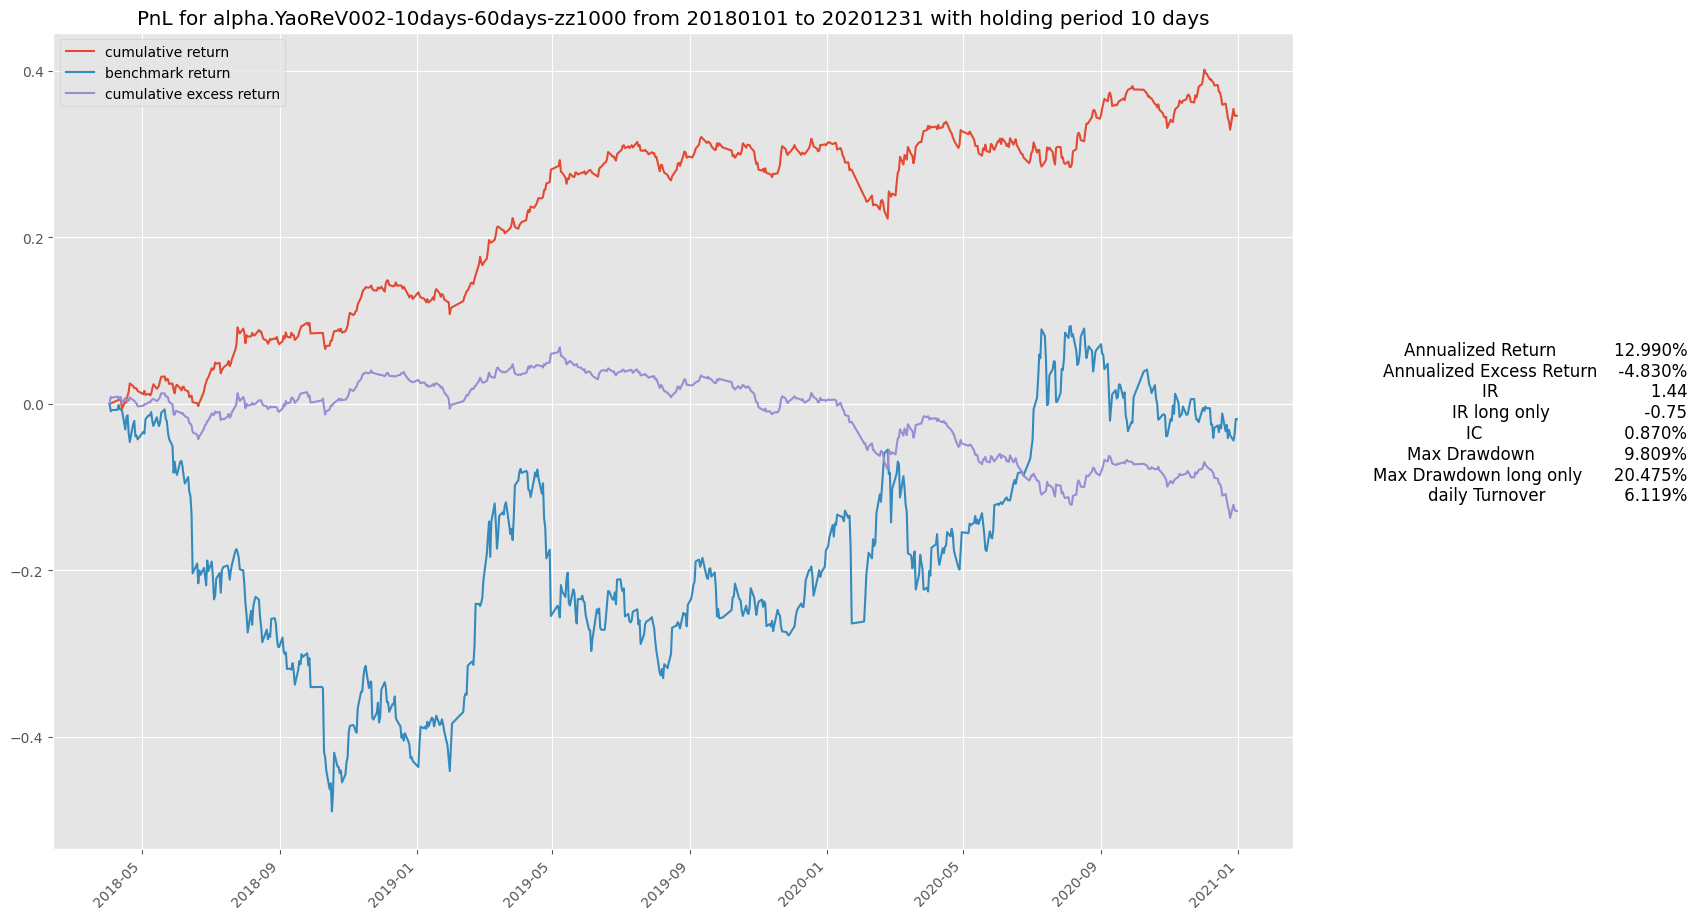 PnL for alpha.YaoReV002-10days-60days-zz1000 from 20180101 to 20201231 with holding period 10 days
cumulative return
benchmark return
cumulative excess return
0.4
0.2
0.0
−0.2
−0.4
2018-05
2018-09
2019-01
2019-05
2019-09
2020-01
2020-05
2020-09
2021-01
Annualized Return 12.990%
Annualized Excess Return -4.830%
IR 1.44
IR long only -0.75
IC 0.870%
Max Drawdown 9.809%
Max Drawdown long only 20.475%
daily Turnover 6.119%